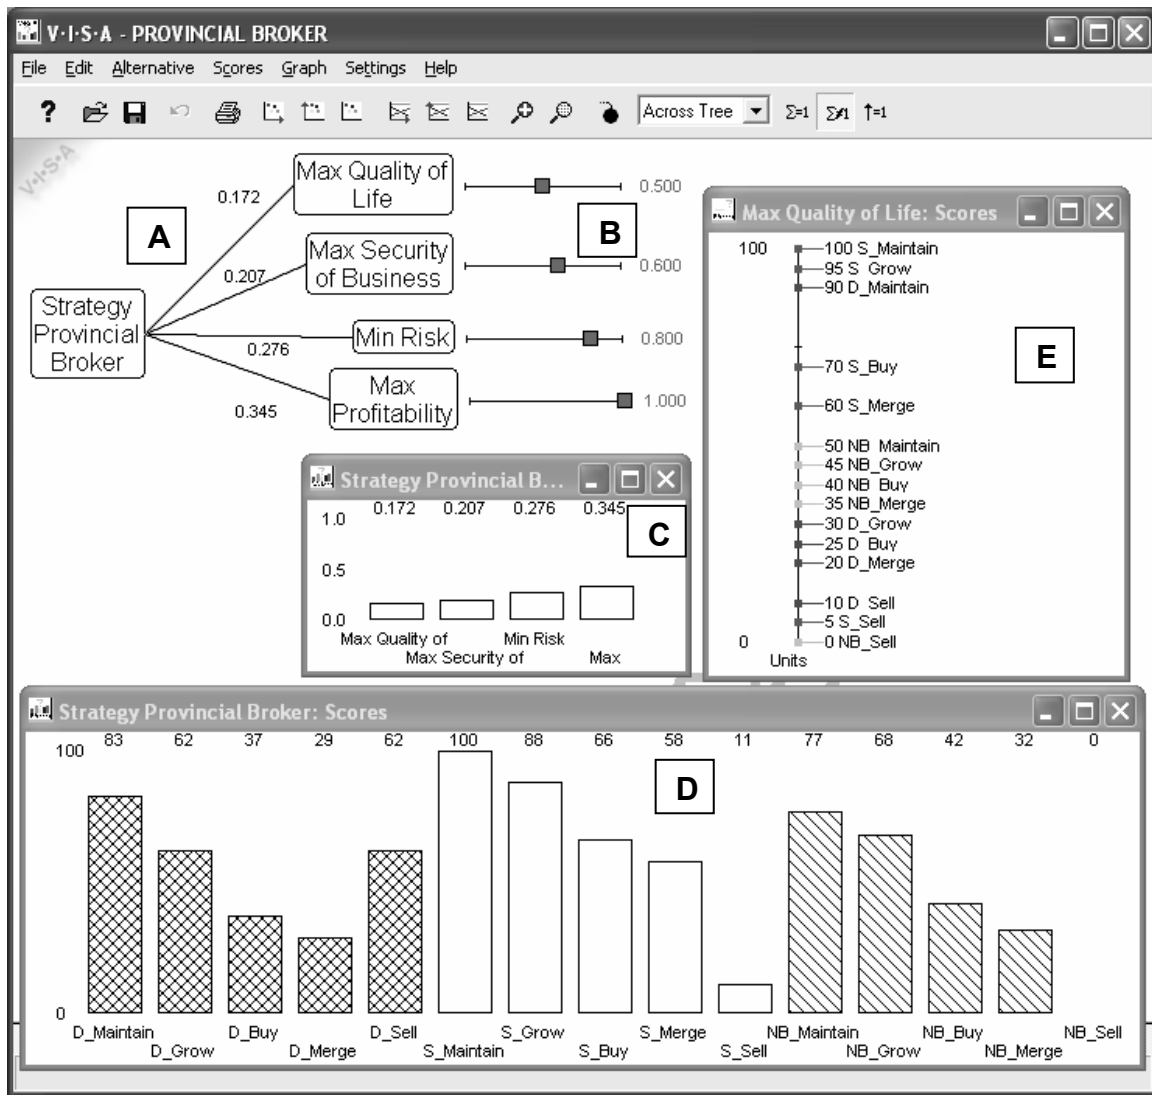 V·I·S·A - PROVINCIAL BROKER
File Edit Alternative Scores Graph Settings Help
? Across Tree Σ=1 Σ≠1 ↑=1
V·I·S·A
Max Quality of
Life
0.172
0.500
A
B
Max Security
of Business
0.207
0.600
Strategy
Provincial
Broker
Min Risk
0.276
0.800
Max
Profitability
0.345
1.000
Max Quality of Life: Scores
100
100 S_Maintain
95 S_Grow
90 D_Maintain
E
70 S_Buy
60 S_Merge
50 NB_Maintain
45 NB_Grow
40 NB_Buy
35 NB_Merge
30 D_Grow
25 D_Buy
20 D_Merge
10 D_Sell
5 S_Sell
0
0 NB_Sell
Units
Strategy Provincial B...
0.172 0.207 0.276 0.345
1.0
C
0.5
0.0
Max Quality of Min Risk
Max Security of Max
Strategy Provincial Broker: Scores
83 62 37 29 62 100 88 66 58 11 77 68 42 32 0
100
D
0
D_Maintain D_Buy D_Sell S_Grow S_Merge NB_Maintain NB_Buy NB_Sell
D_Grow D_Merge S_Maintain S_Buy S_Sell NB_Grow NB_Merge